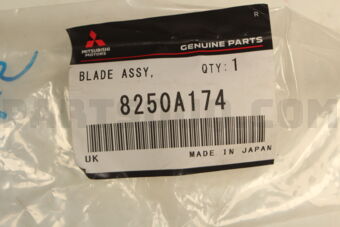 R
MITSUBISHI
MOTORS
GENUINE PARTS
BLADE ASSY, QTY: 1
8250A174
UK MADE IN JAPAN